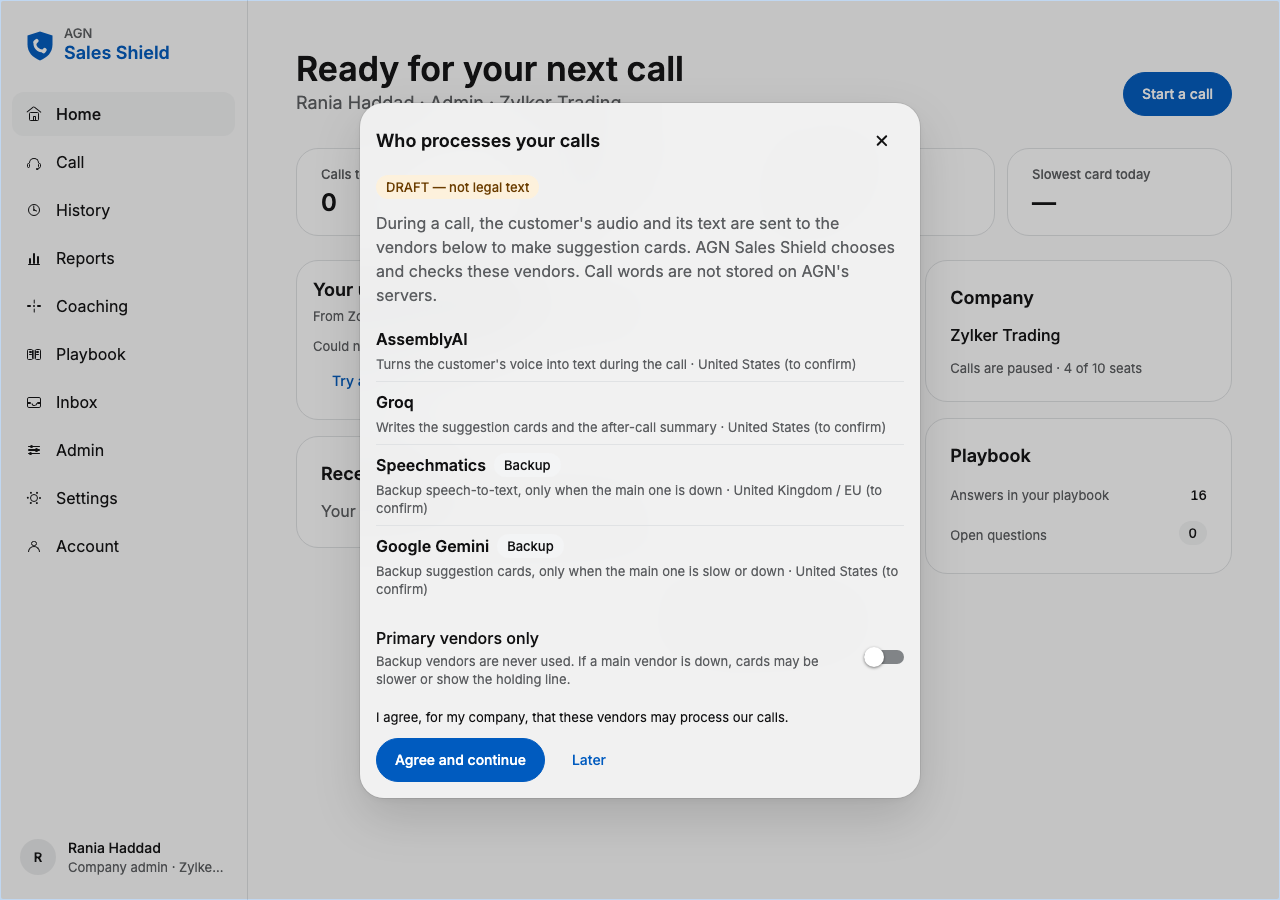 AGN
Sales Shield
Home
Call
History
Reports
Coaching
Playbook
Inbox
Admin
Settings
Account
R
Rania Haddad
Company admin · Zylke...
Ready for your next call
Rania Haddad · Admin · Zylker Trading
Start a call
Calls t
0
Slowest card today
—
Your
From Zo
Could n
Try
Rece
Your
Company
Zylker Trading
Calls are paused · 4 of 10 seats
Playbook
Answers in your playbook
16
Open questions
0
Who processes your calls
DRAFT — not legal text
During a call, the customer's audio and its text are sent to the
vendors below to make suggestion cards. AGN Sales Shield chooses
and checks these vendors. Call words are not stored on AGN's
servers.
AssemblyAI
Turns the customer's voice into text during the call · United States (to confirm)
Groq
Writes the suggestion cards and the after-call summary · United States (to confirm)
Speechmatics Backup
Backup speech-to-text, only when the main one is down · United Kingdom / EU (to
confirm)
Google Gemini Backup
Backup suggestion cards, only when the main one is slow or down · United States (to
confirm)
Primary vendors only
Backup vendors are never used. If a main vendor is down, cards may be
slower or show the holding line.
I agree, for my company, that these vendors may process our calls.
Agree and continue
Later